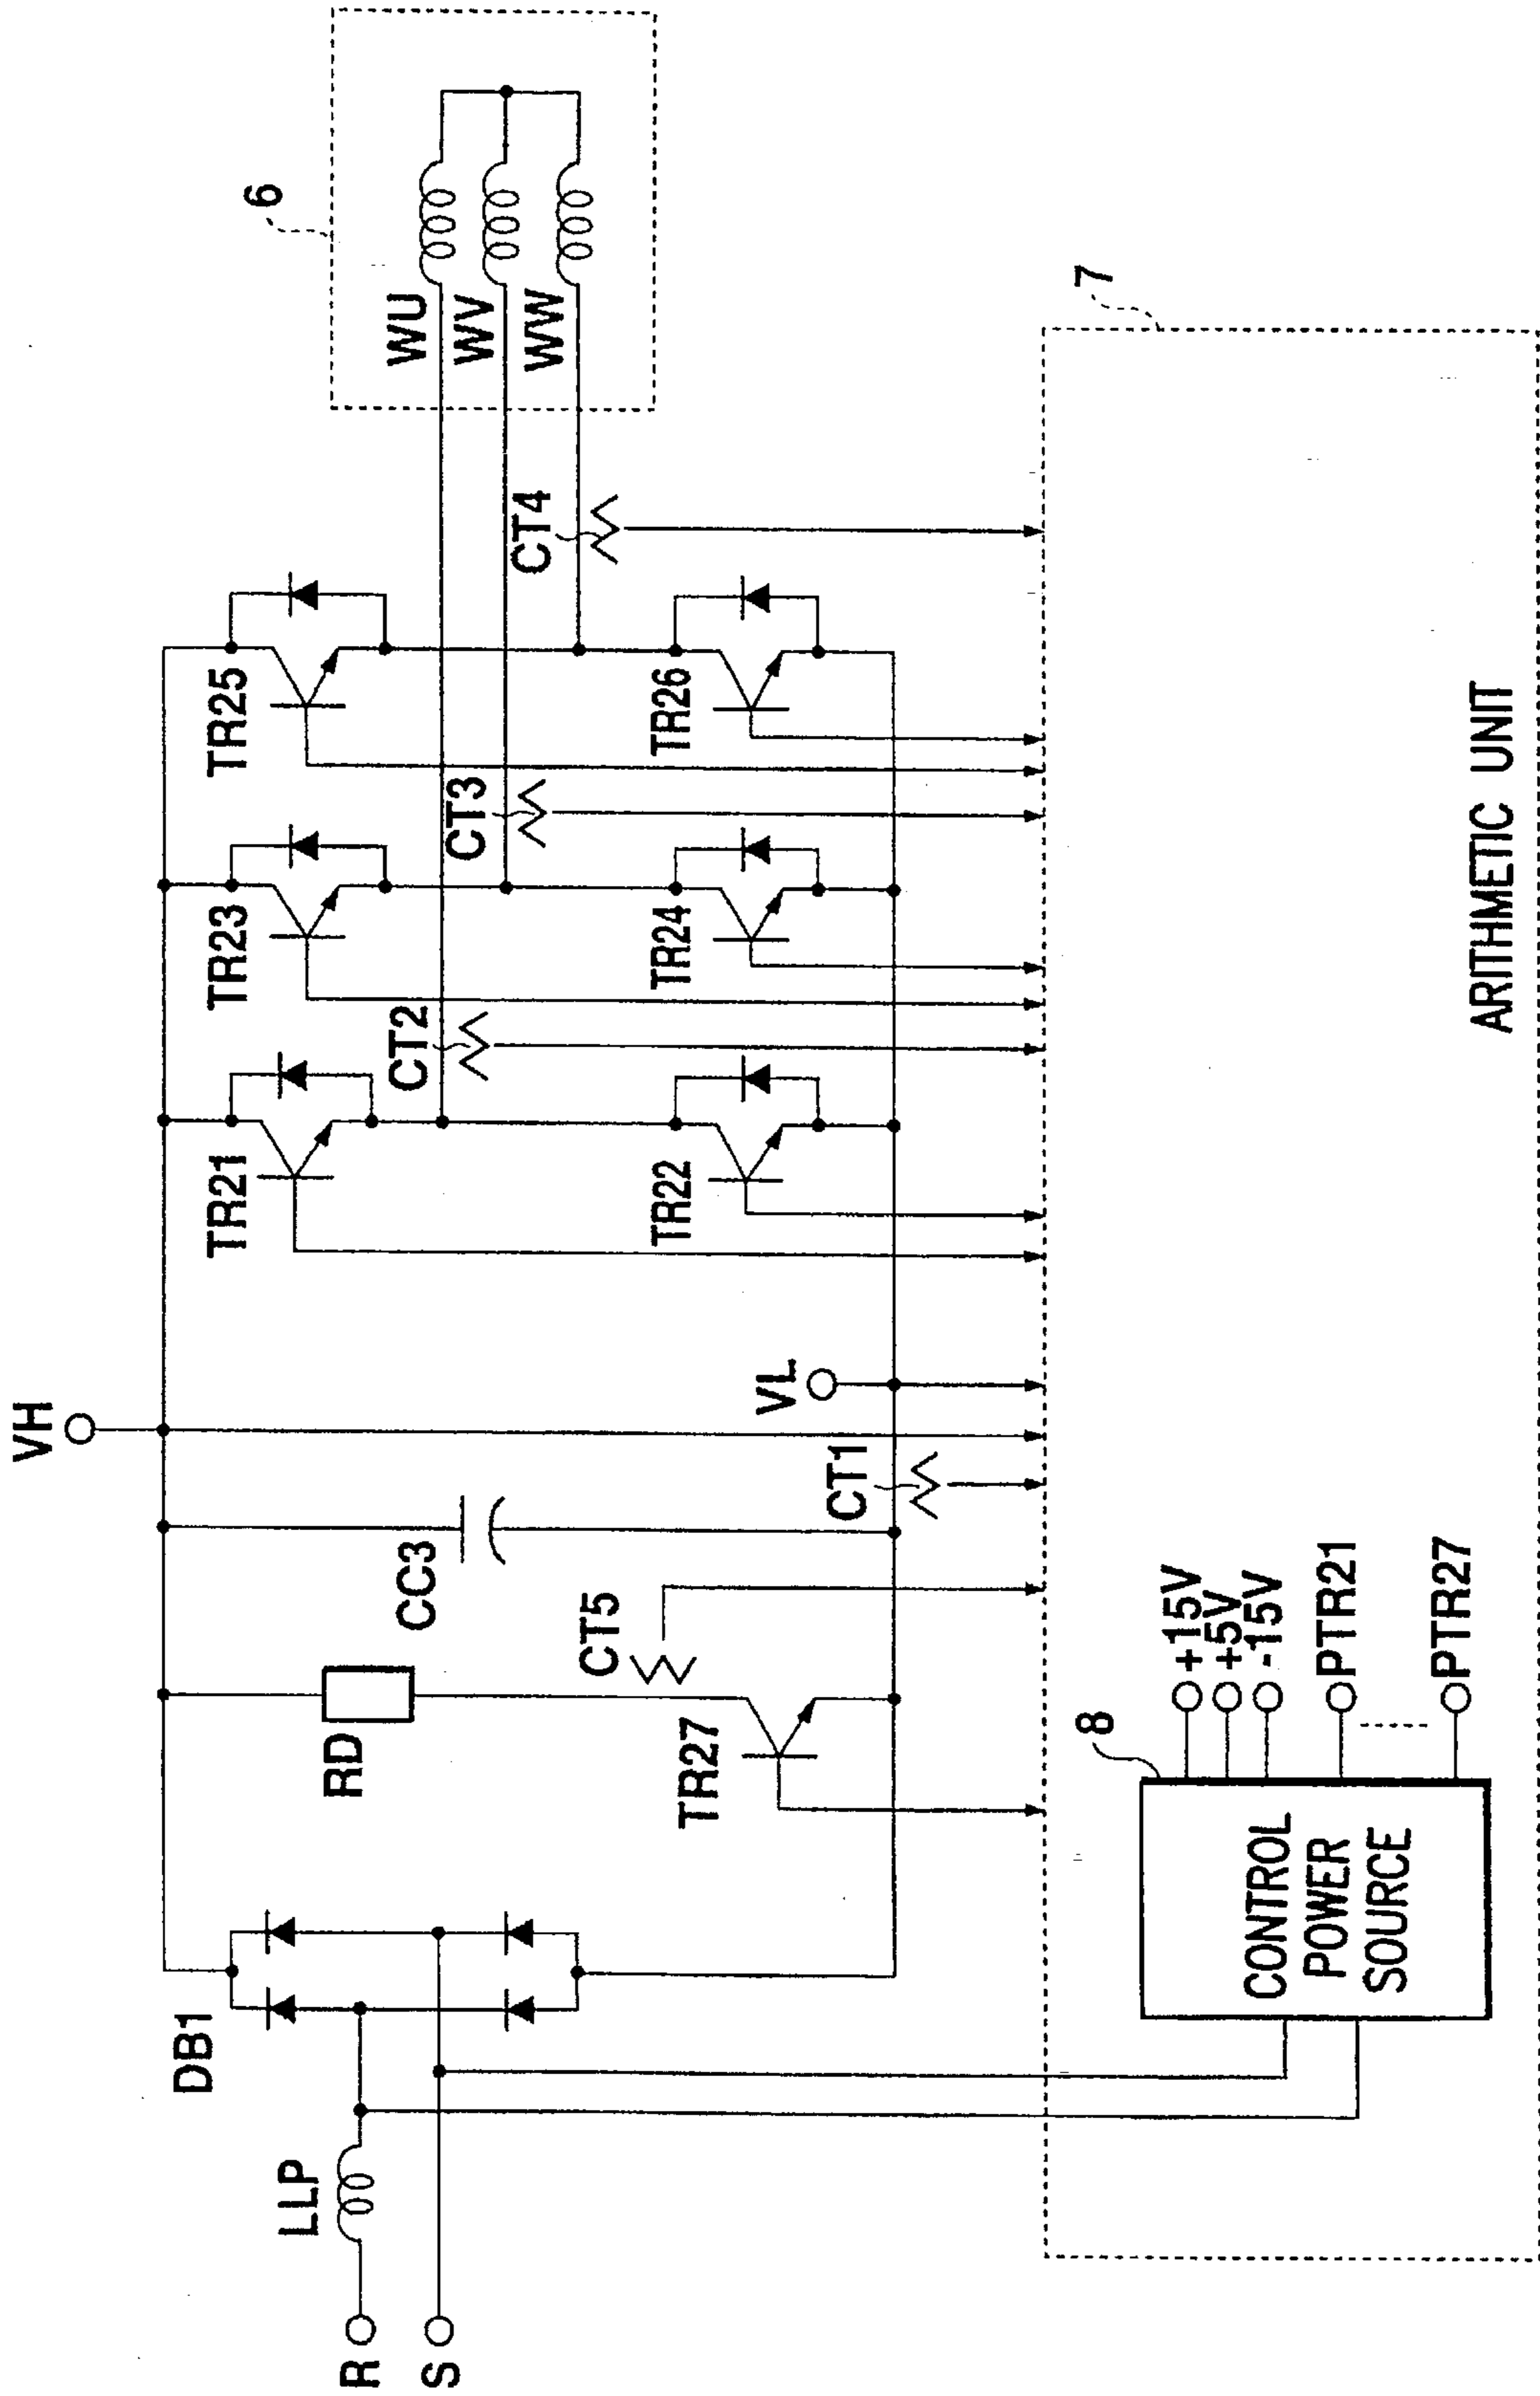 VH
DB1
LLP
R
S
RD
CC3
CT5
TR27
CT1
VL
TR21
TR22
CT2
TR23
TR24
CT3
TR25
TR26
CT4
6
WU
WV
WW
7
8
CONTROL
POWER
SOURCE
+15V
+5V
-15V
PTR21
PTR27
ARITHMETIC UNIT